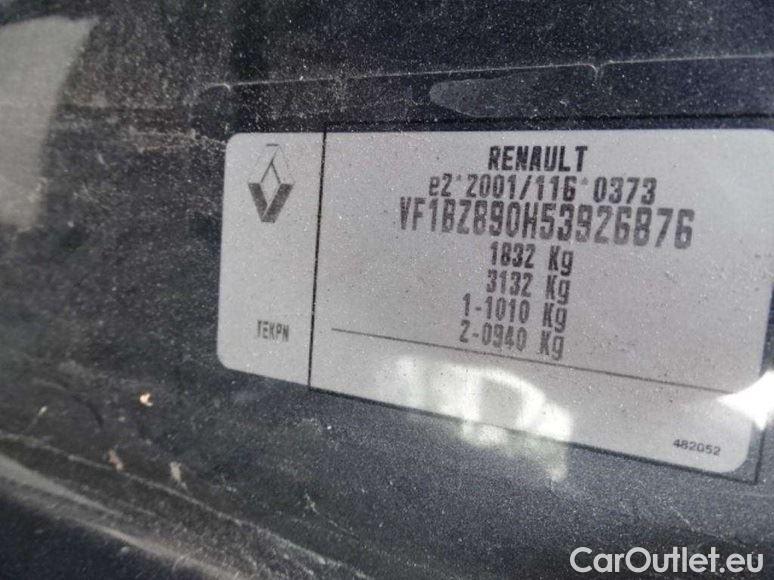 RENAULT
e2*2001/116*0373
VF1BZ890H53926876
1832 Kg
3132 Kg
1-1010 Kg
2-0940 Kg
TEKPN
482052
CarOutlet.eu